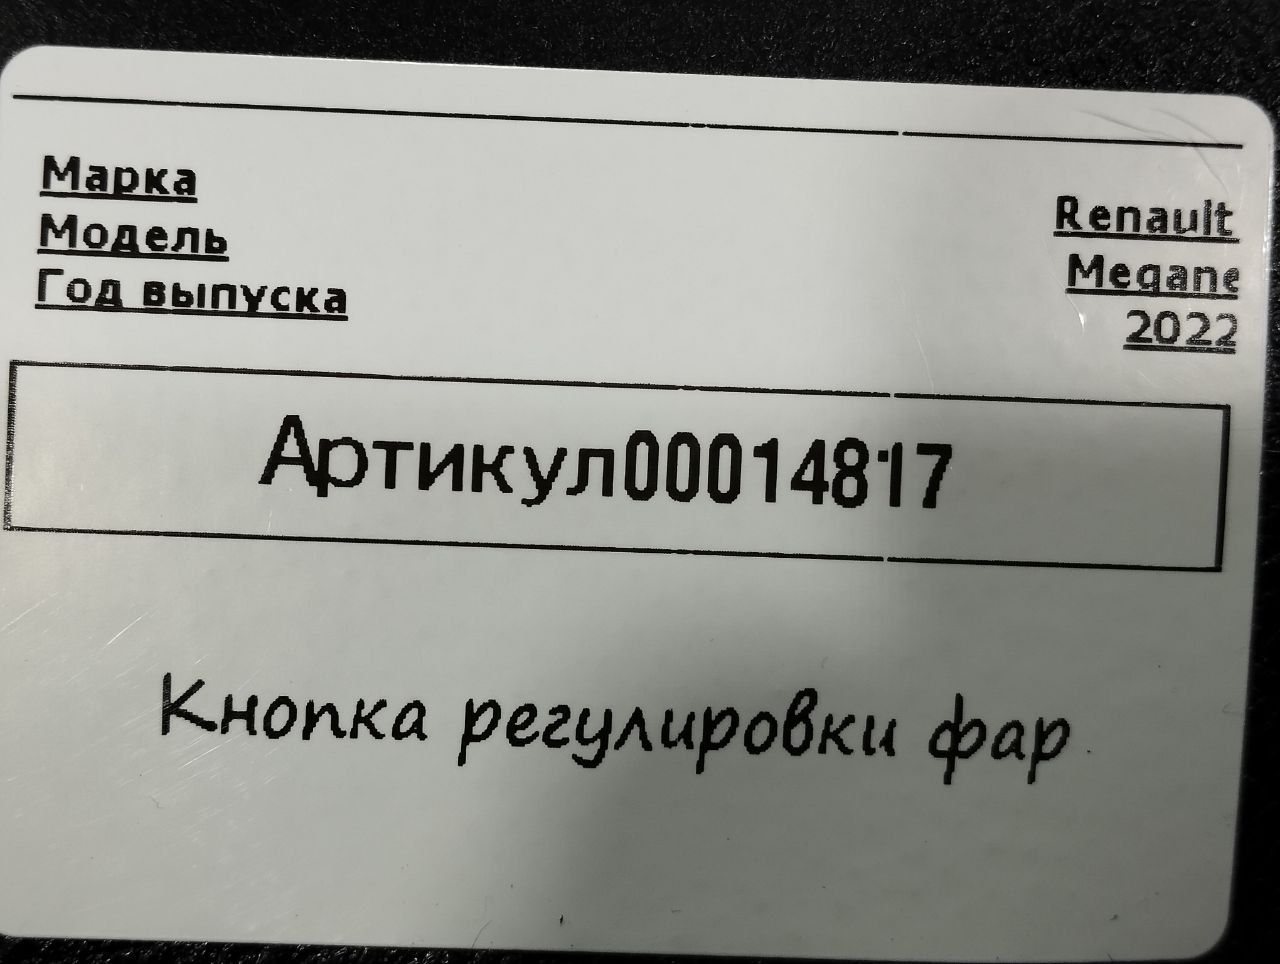 Марка Renault
Модель Megane
Год выпуска 2022
Артикул00014817
Кнопка регулировки фар